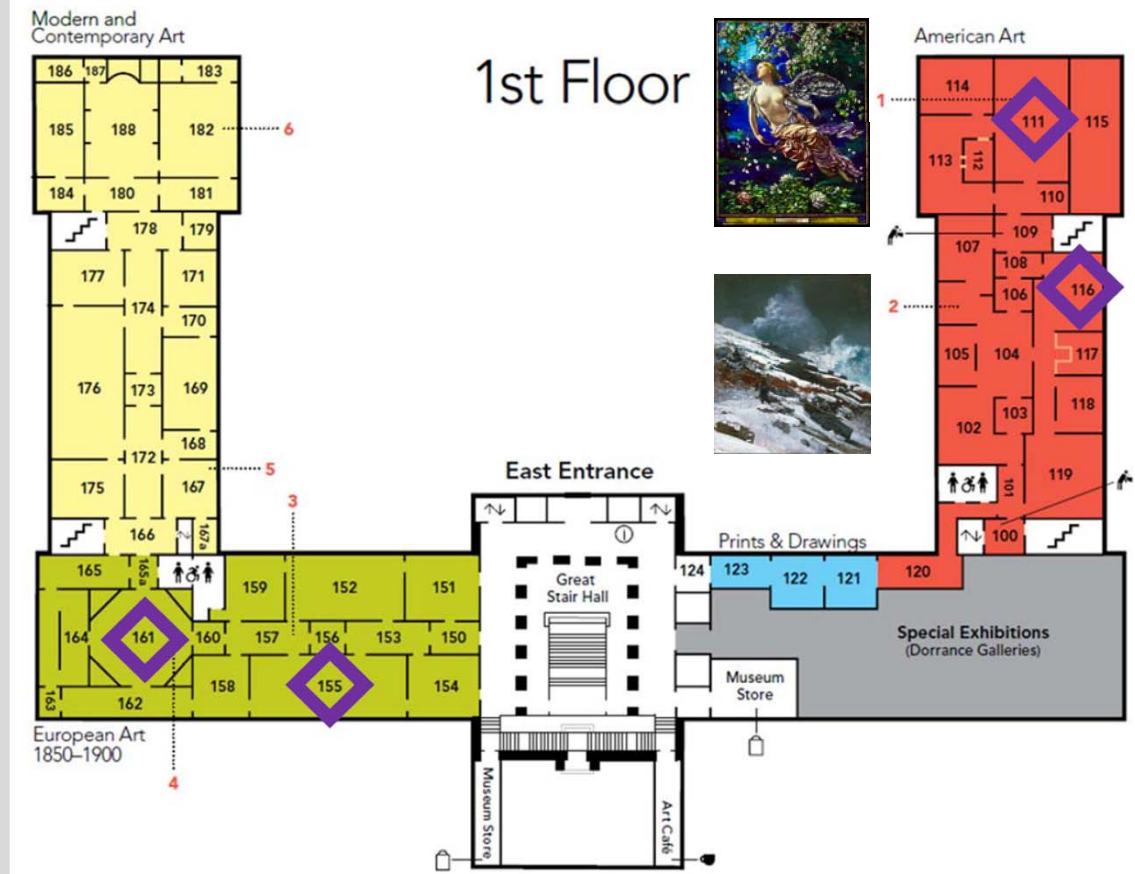 Modern and
Contemporary Art
1st Floor
American Art
186 187 183
185 188 182
6
184 180 181
178 179
177 171
174
170
176 173 169
168
172
5
175 167
166 167a
3
165 165a
159 152 151
164 161 160 157 156 153 150
158 155 154
163 162
European Art
1850–1900
4
East Entrance
Great
Stair Hall
Museum Store
Art Café
Prints & Drawings
124 123 122 121 120
Special Exhibitions
(Dorrance Galleries)
Museum
Store
114
1
111 115
113 112
110
109
107
108
116
106
2
105 104 117
103 118
102
101 119
100